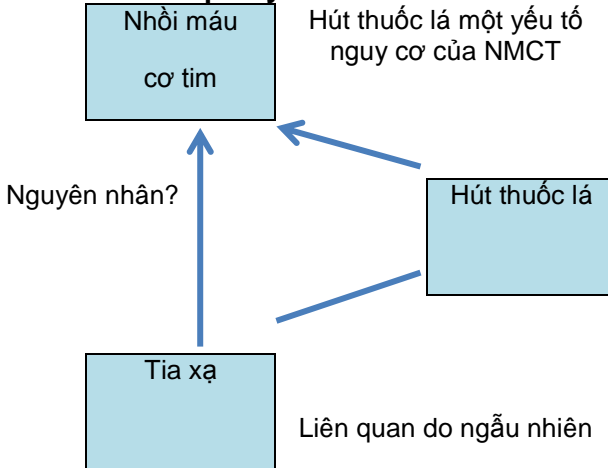 Nhồi máu
cơ tim
Hút thuốc lá một yếu tố
nguy cơ của NMCT
Nguyên nhân?
Hút thuốc lá
Tia xạ
Liên quan do ngẫu nhiên